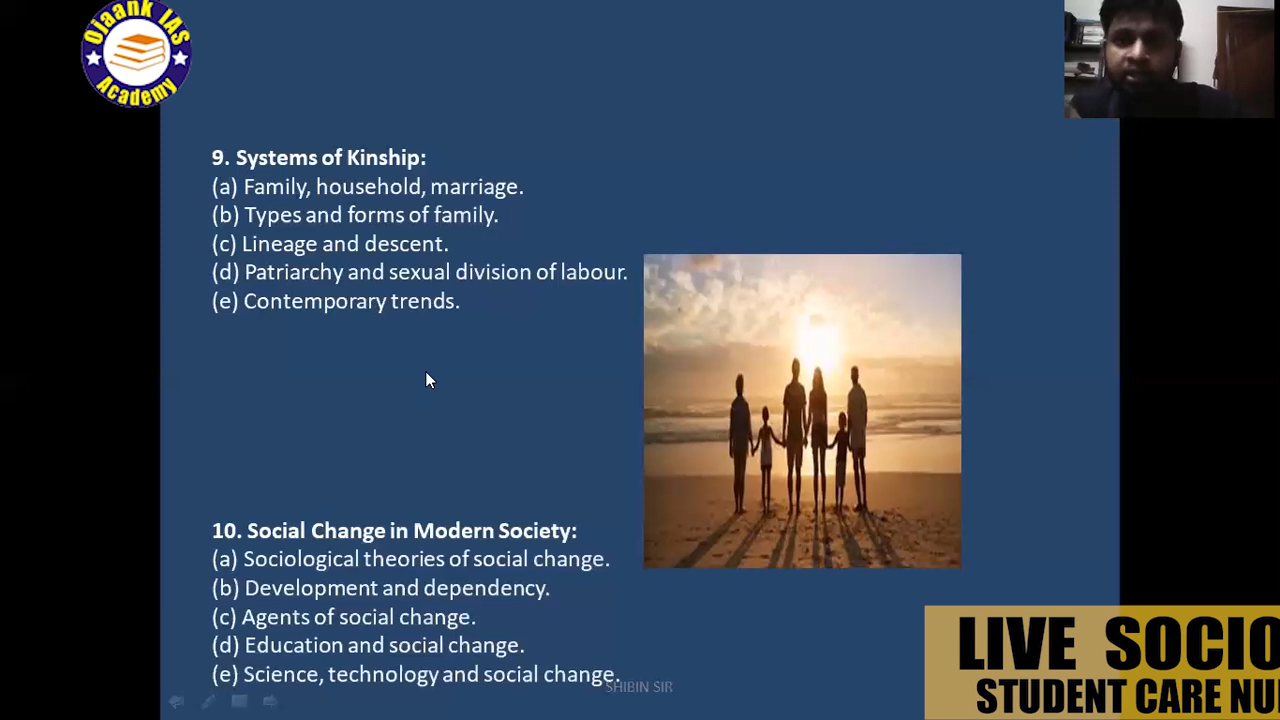 Ojaank IAS
Academy
9. Systems of Kinship:
(a) Family, household, marriage.
(b) Types and forms of family.
(c) Lineage and descent.
(d) Patriarchy and sexual division of labour.
(e) Contemporary trends.
10. Social Change in Modern Society:
(a) Sociological theories of social change.
(b) Development and dependency.
(c) Agents of social change.
(d) Education and social change.
(e) Science, technology and social change.
SHIBIN SIR
LIVE SOCIO
STUDENT CARE NU